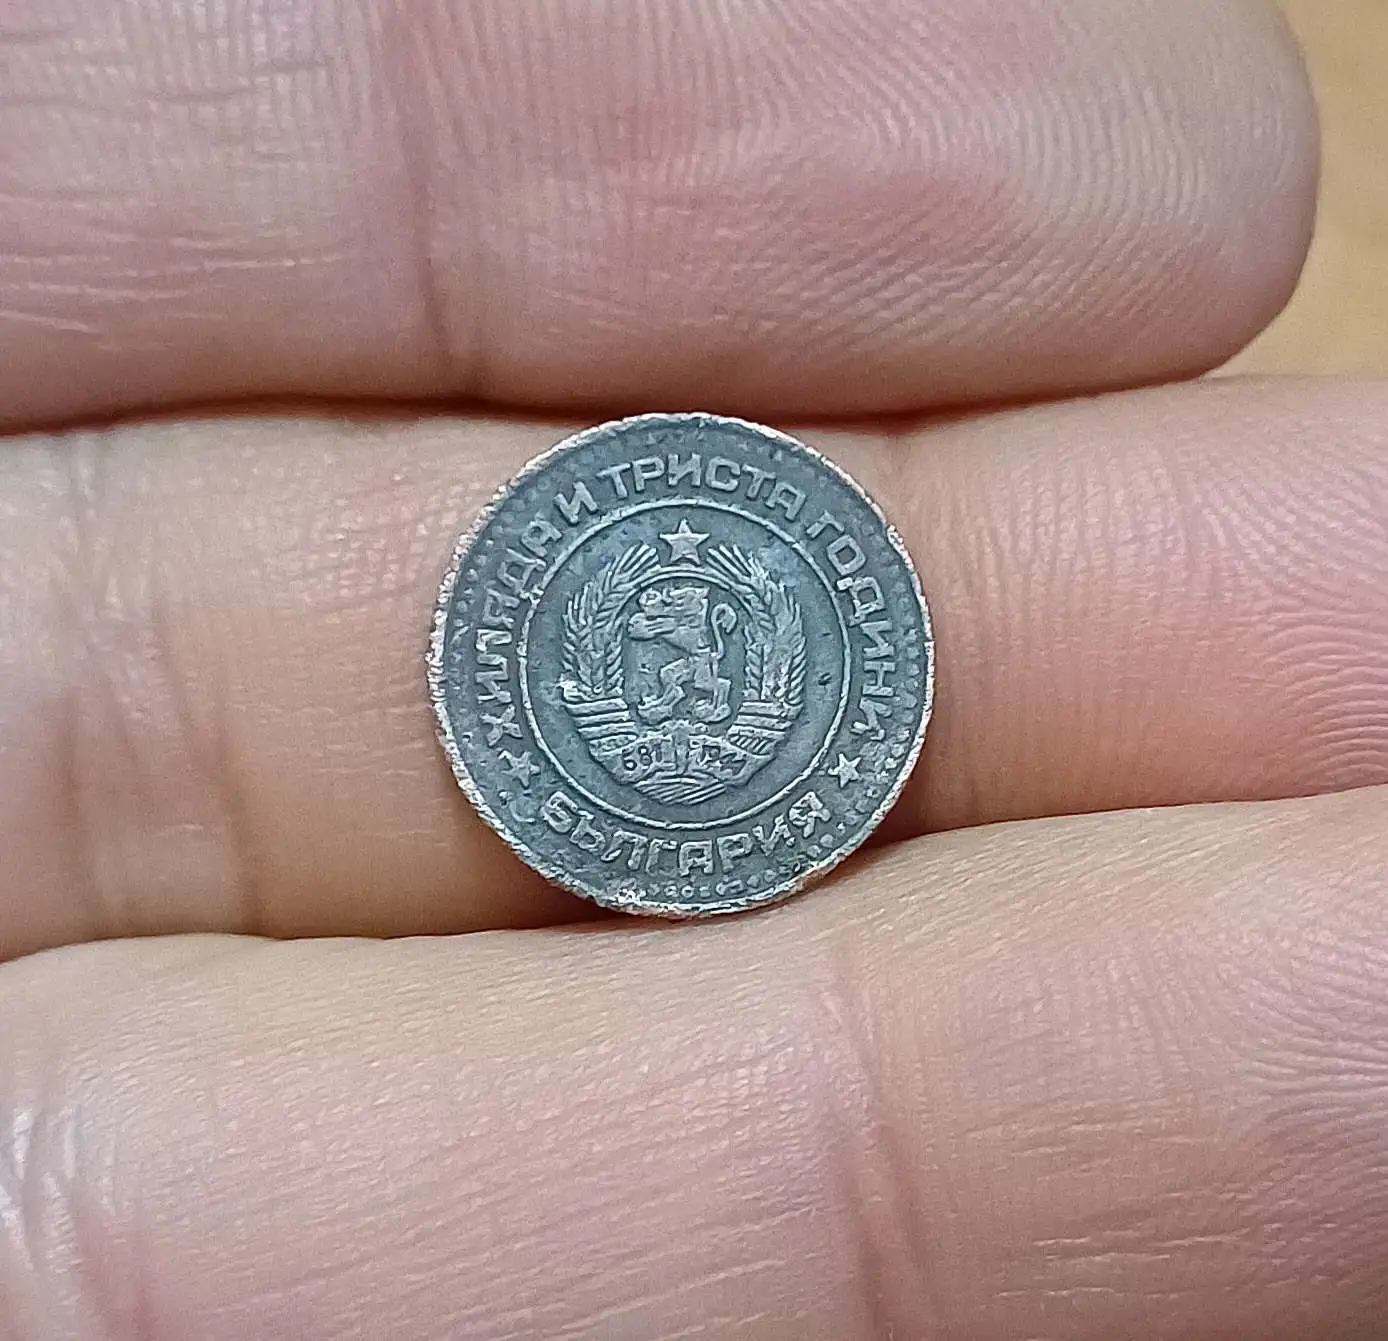 ХИЛЯДА И ТРИСТА ГОДИНИ
БЪЛГАРИЯ
681